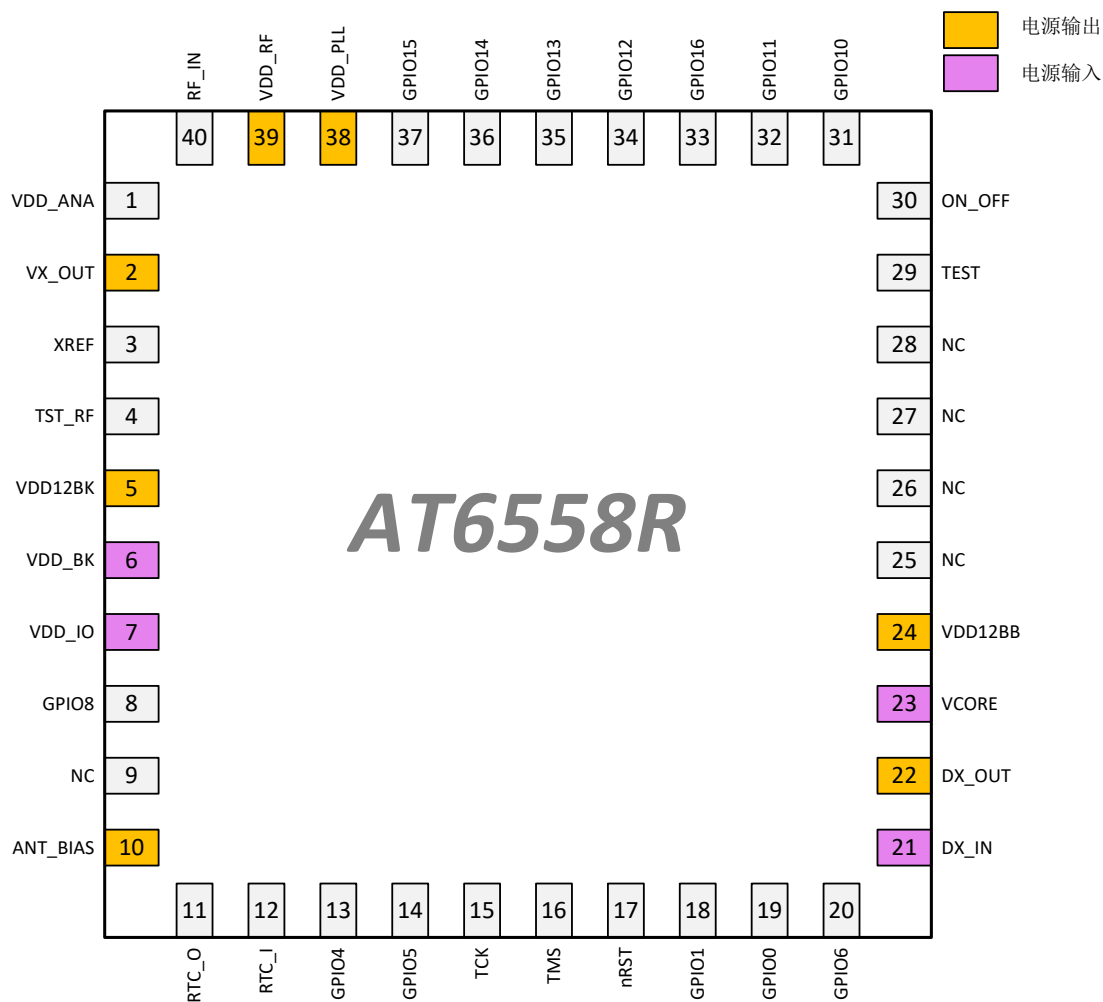 电源输出
电源输入
RF_IN
VDD_RF
VDD_PLL
GPIO15
GPIO14
GPIO13
GPIO12
GPIO16
GPIO11
GPIO10
40
39
38
37
36
35
34
33
32
31
VDD_ANA 1
VX_OUT 2
XREF 3
TST_RF 4
VDD12BK 5
VDD_BK 6
VDD_IO 7
GPIO8 8
NC 9
ANT_BIAS 10
AT6558R
30 ON_OFF
29 TEST
28 NC
27 NC
26 NC
25 NC
24 VDD12BB
23 VCORE
22 DX_OUT
21 DX_IN
11
12
13
14
15
16
17
18
19
20
RTC_O
RTC_I
GPIO4
GPIO5
TCK
TMS
nRST
GPIO1
GPIO0
GPIO6